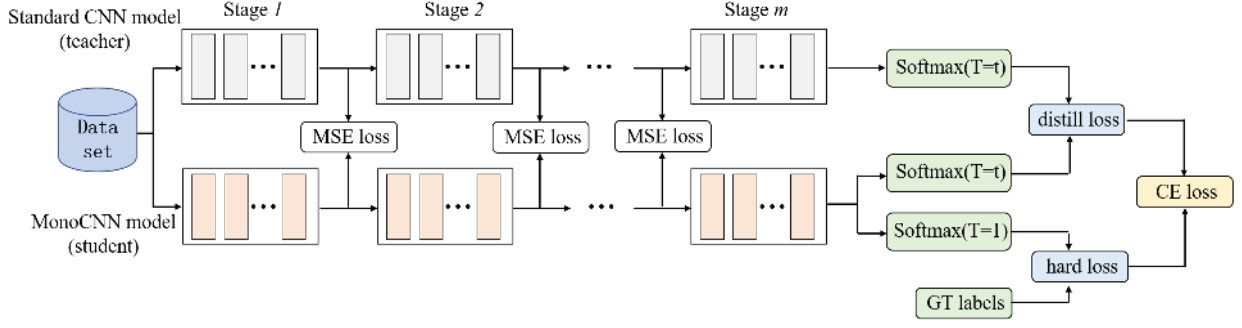 Standard CNN model
(teacher)
Stage 1
Stage 2
Stage m
...
...
...
...
Softmax(T=t)
Data
set
MSE loss
MSE loss
MSE loss
distill loss
...
...
...
...
Softmax(T=t)
CE loss
MonoCNN model
(student)
Softmax(T=1)
hard loss
GT labels